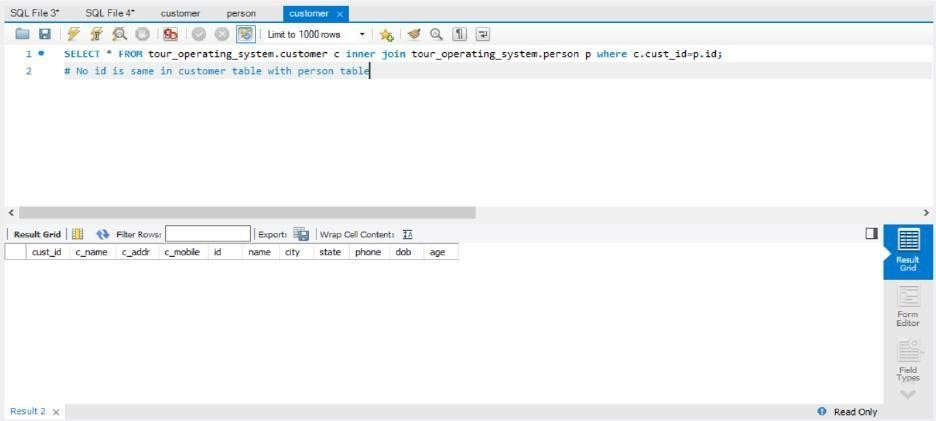 SQL File 3* SQL File 4* customer person customer ×
Limit to 1000 rows
1 SELECT * FROM tour_operating_system.customer c inner join tour_operating_system.person p where c.cust_id=p.id;
2 # No id is same in customer table with person table
Result Grid Filter Rows: Export: Wrap Cell Content: IA
cust_id c_name c_addr c_mobile id name city state phone dob age
Result Grid
Form Editor
Field Types
Result 2 × Read Only